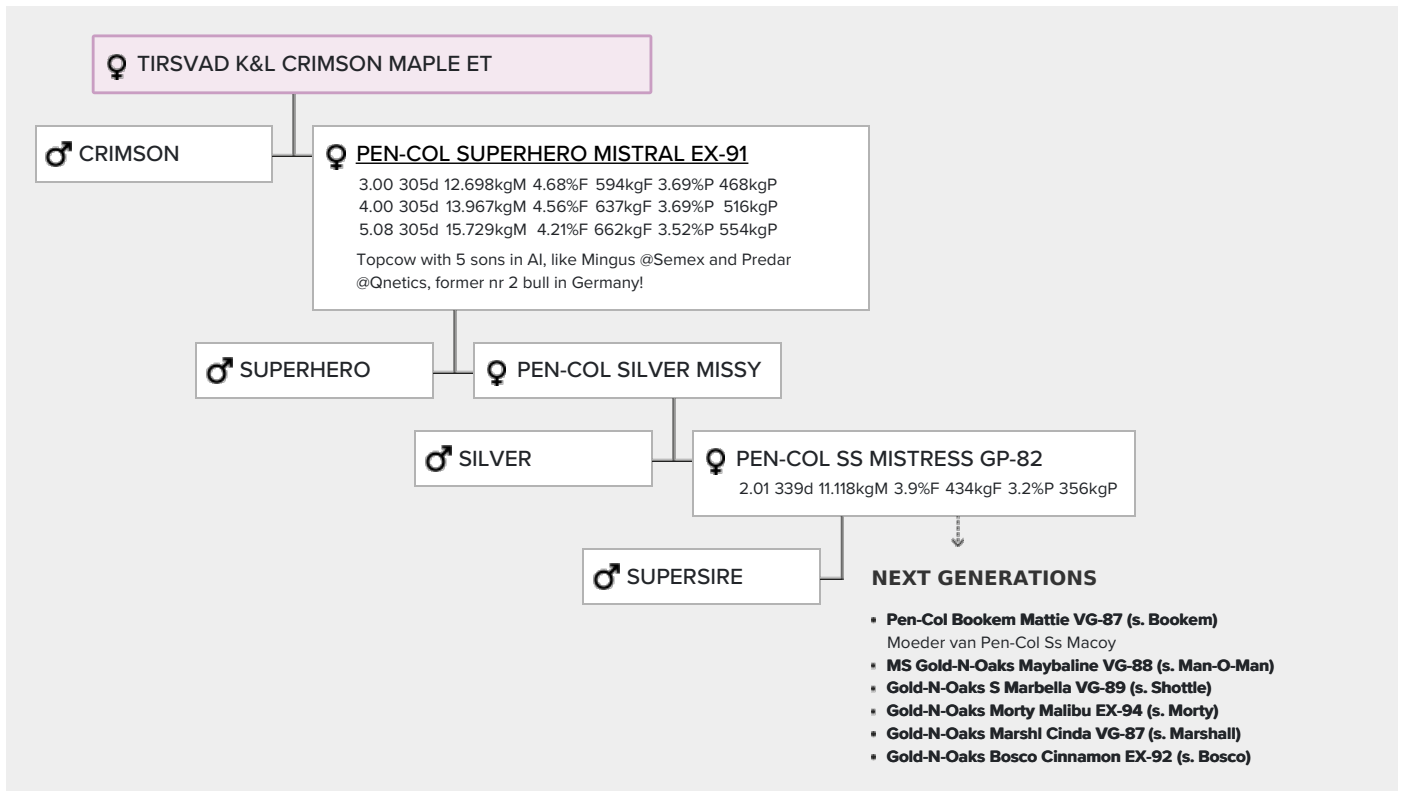 TIRSVAD K&L CRIMSON MAPLE ET
CRIMSON
PEN-COL SUPERHERO MISTRAL EX-91
3.00 305d 12.698kgM 4.68%F 594kgF 3.69%P 468kgP
4.00 305d 13.967kgM 4.56%F 637kgF 3.69%P 516kgP
5.08 305d 15.729kgM 4.21%F 662kgF 3.52%P 554kgP
Topcow with 5 sons in AI, like Mingus @Semex and Predar
@Qnetics, former nr 2 bull in Germany!
SUPERHERO
PEN-COL SILVER MISSY
SILVER
PEN-COL SS MISTRESS GP-82
2.01 339d 11.118kgM 3.9%F 434kgF 3.2%P 356kgP
SUPERSIRE
NEXT GENERATIONS
Pen-Col Bookem Mattie VG-87 (s. Bookem)
Moeder van Pen-Col Ss Macoy
MS Gold-N-Oaks Maybaline VG-88 (s. Man-O-Man)
Gold-N-Oaks S Marbella VG-89 (s. Shottle)
Gold-N-Oaks Morty Malibu EX-94 (s. Morty)
Gold-N-Oaks Marshl Cinda VG-87 (s. Marshall)
Gold-N-Oaks Bosco Cinnamon EX-92 (s. Bosco)